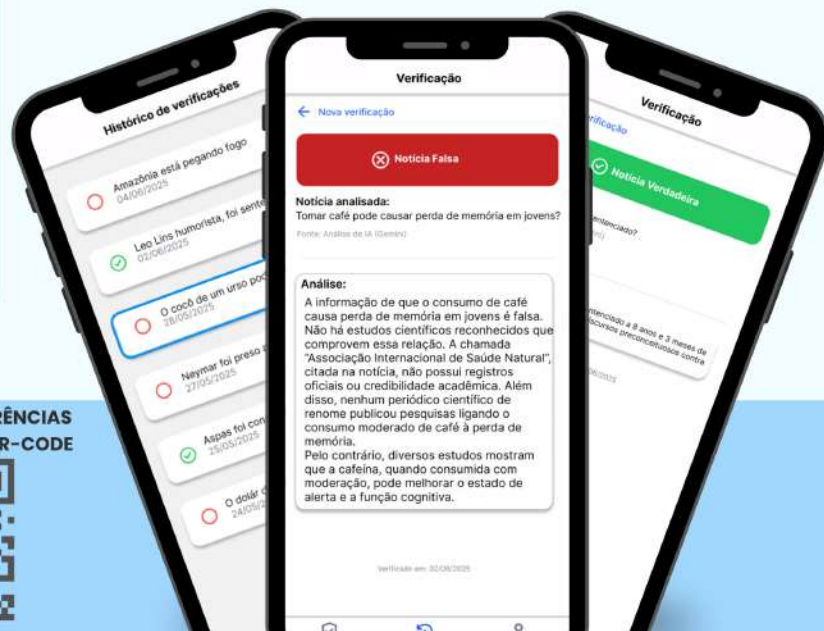 Histórico de verificações
Amazônia está pegando fogo
04/06/2025
Leo Lins humorista, foi sente
02/06/2025
O cocô de um urso pod
28/05/2025
Neymar foi preso a
27/05/2025
Aspas foi con
25/05/2025
O dolár d
24/05/2
Verificação
Nova verificação
Notícia Falsa
Notícia analisada:
Tomar café pode causar perda de memória em jovens?
Fonte: Análise de IA (Gemini)
Análise:
A informação de que o consumo de café
causa perda de memória em jovens é falsa.
Não há estudos científicos reconhecidos que
comprovem essa relação. A chamada
"Associação Internacional de Saúde Natural",
citada na notícia, não possui registros
oficiais ou credibilidade acadêmica. Além
disso, nenhum periódico científico de
renome publicou pesquisas ligando o
consumo moderado de café à perda de
memória.
Pelo contrário, diversos estudos mostram
que a cafeína, quando consumida com
moderação, pode melhorar o estado de
alerta e a função cognitiva.
Verificado em: 02/06/2025
Verificação
erificação
Notícia Verdadeira
entenciado?
ntenciado a 8 anos e 3 meses de
iscursos preconceituosos contra
06/2025
RÊNCIAS
R-CODE